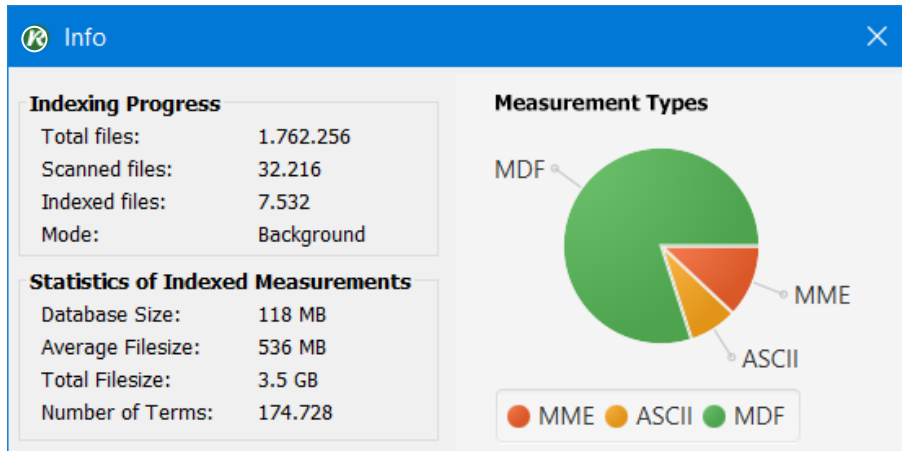 Info
Indexing Progress
Total files: 1.762.256
Scanned files: 32.216
Indexed files: 7.532
Mode: Background
Statistics of Indexed Measurements
Database Size: 118 MB
Average Filesize: 536 MB
Total Filesize: 3.5 GB
Number of Terms: 174.728
Measurement Types
MDF
MME
ASCII
MME ASCII MDF